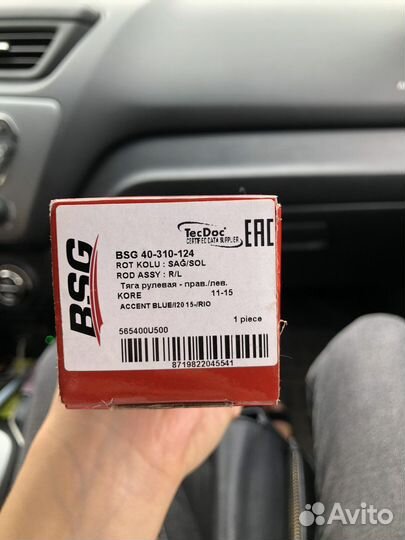 BSG
TecDoc
CERTIFIED DATA SUPPLIER
EAC
BSG 40-310-124
ROT KOLU : SAĞ/SOL
ROD ASSY : R/L
Тяга рулевая - прав./лев.
KORE 11-15
ACCENT BLUE/I20 15-/RIO
565400U500
1 piece
8719822045541
Avito